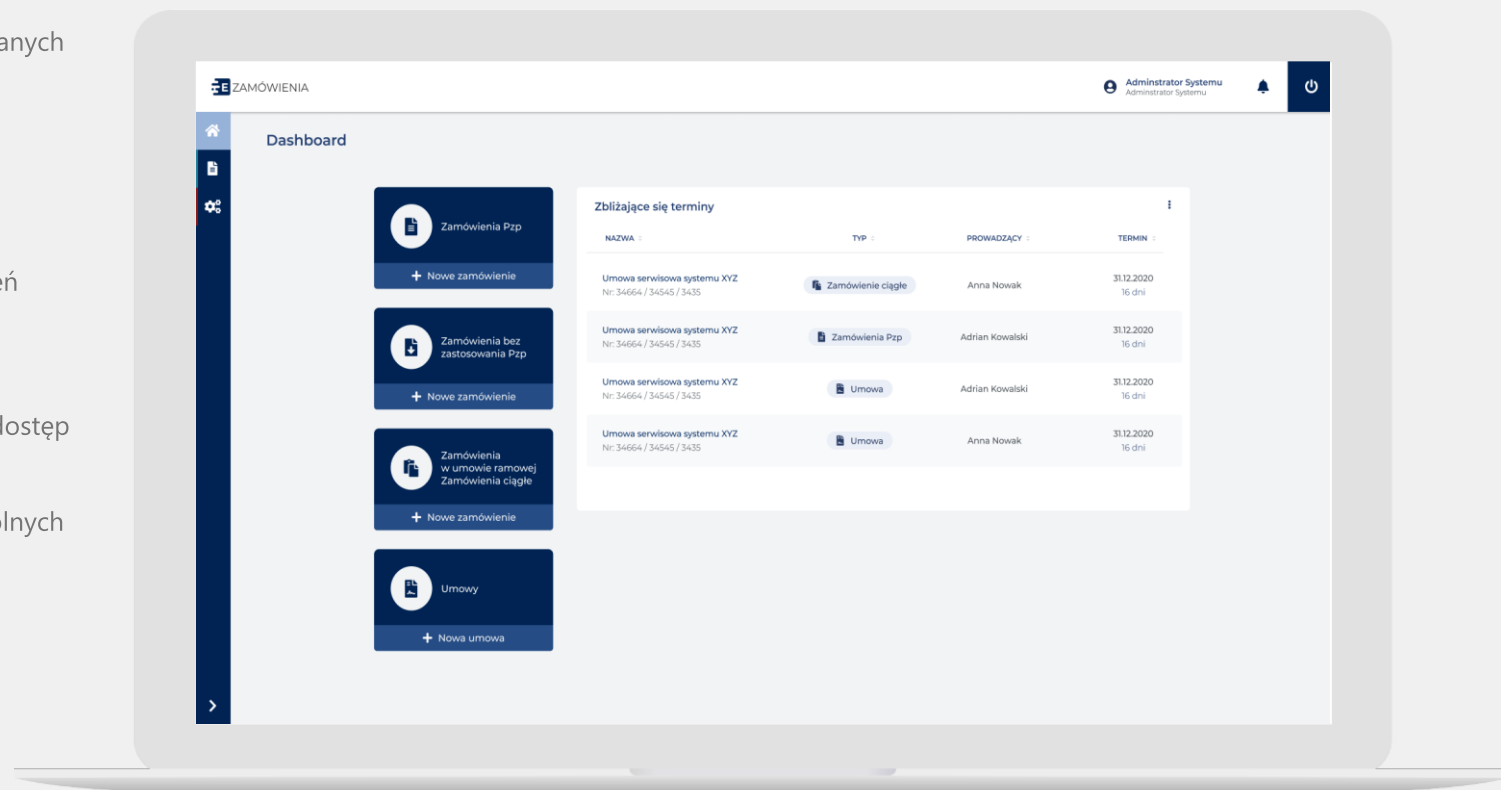 E ZAMÓWIENIA
Adminstrator Systemu
Adminstrator Systemu
Dashboard
Zamówienia Pzp
+ Nowe zamówienie
Zamówienia bez
zastosowania Pzp
+ Nowe zamówienie
Zamówienia
w umowie ramowej
Zamówienia ciągłe
+ Nowe zamówienie
Umowy
+ Nowa umowa
Zbliżające się terminy
NAZWA TYP PROWADZĄCY TERMIN
Umowa serwisowa systemu XYZ
Nr: 34664 / 34545 / 3435
Zamówienie ciągłe
Anna Nowak
31.12.2020
16 dni
Umowa serwisowa systemu XYZ
Nr: 34664 / 34545 / 3435
Zamówienia Pzp
Adrian Kowalski
31.12.2020
16 dni
Umowa serwisowa systemu XYZ
Nr: 34664 / 34545 / 3435
Umowa
Adrian Kowalski
31.12.2020
16 dni
Umowa serwisowa systemu XYZ
Nr: 34664 / 34545 / 3435
Umowa
Anna Nowak
31.12.2020
16 dni